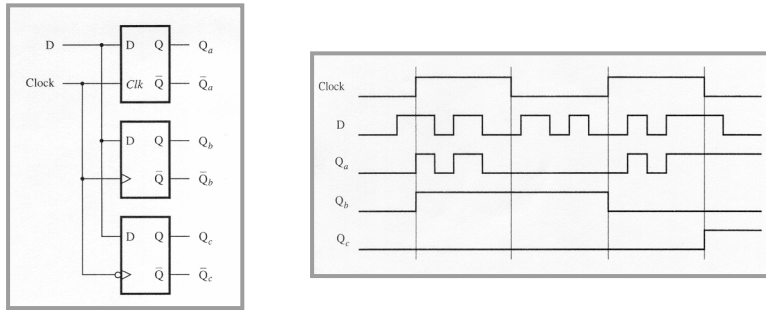 D
D Q Qa
Clock
Clk Q̅ Q̅a
D Q Qb
Q̅ Q̅b
D Q Qc
Q̅ Q̅c
Clock
D
Qa
Qb
Qc